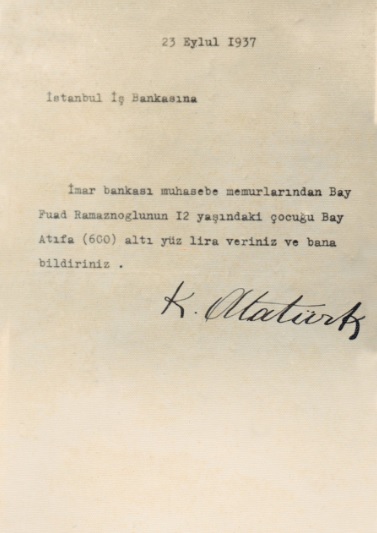 23 Eylul 1937
İstanbul İş Bankasına
İmar bankası muhasebe memurlarından Bay
Fuad Ramaznoglunun I2 yaşındaki çocuğu Bay
Atıfa (600) altı yüz lira veriniz ve bana
bildiriniz .
K. Atatürk